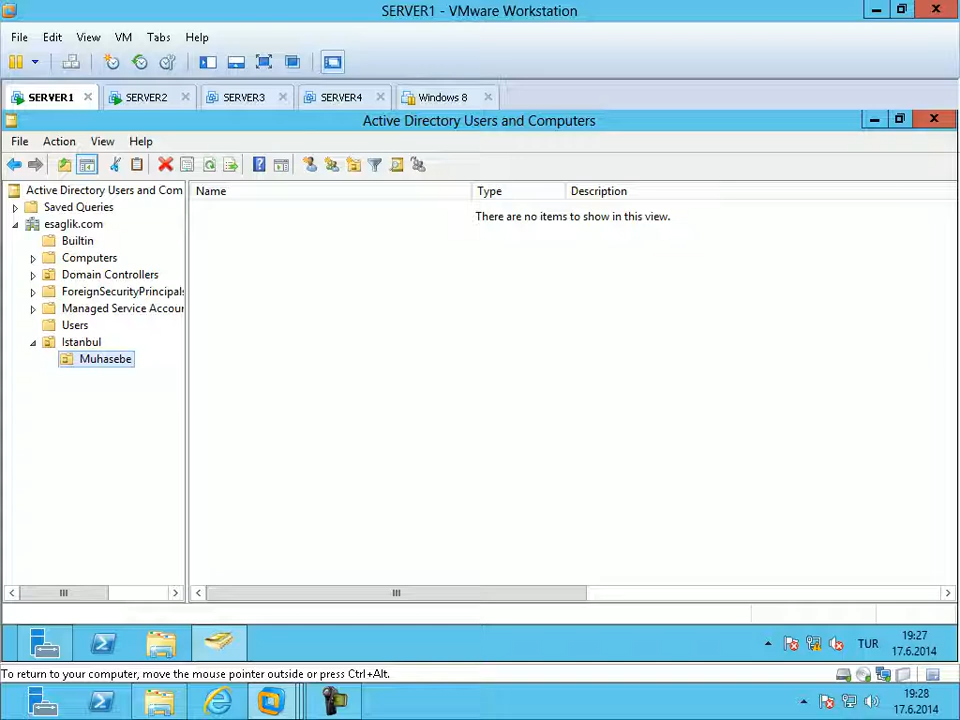 SERVER1 - VMware Workstation
File Edit View VM Tabs Help
SERVER1 SERVER2 SERVER3 SERVER4 Windows 8
Active Directory Users and Computers
File Action View Help
Active Directory Users and Com
Name Type Description
Saved Queries
There are no items to show in this view.
esaglik.com
Builtin
Computers
Domain Controllers
ForeignSecurityPrincipals
Managed Service Accour
Users
Istanbul
Muhasebe
TUR
19:27
17.6.2014
To return to your computer, move the mouse pointer outside or press Ctrl+Alt.
19:28
17.6.2014